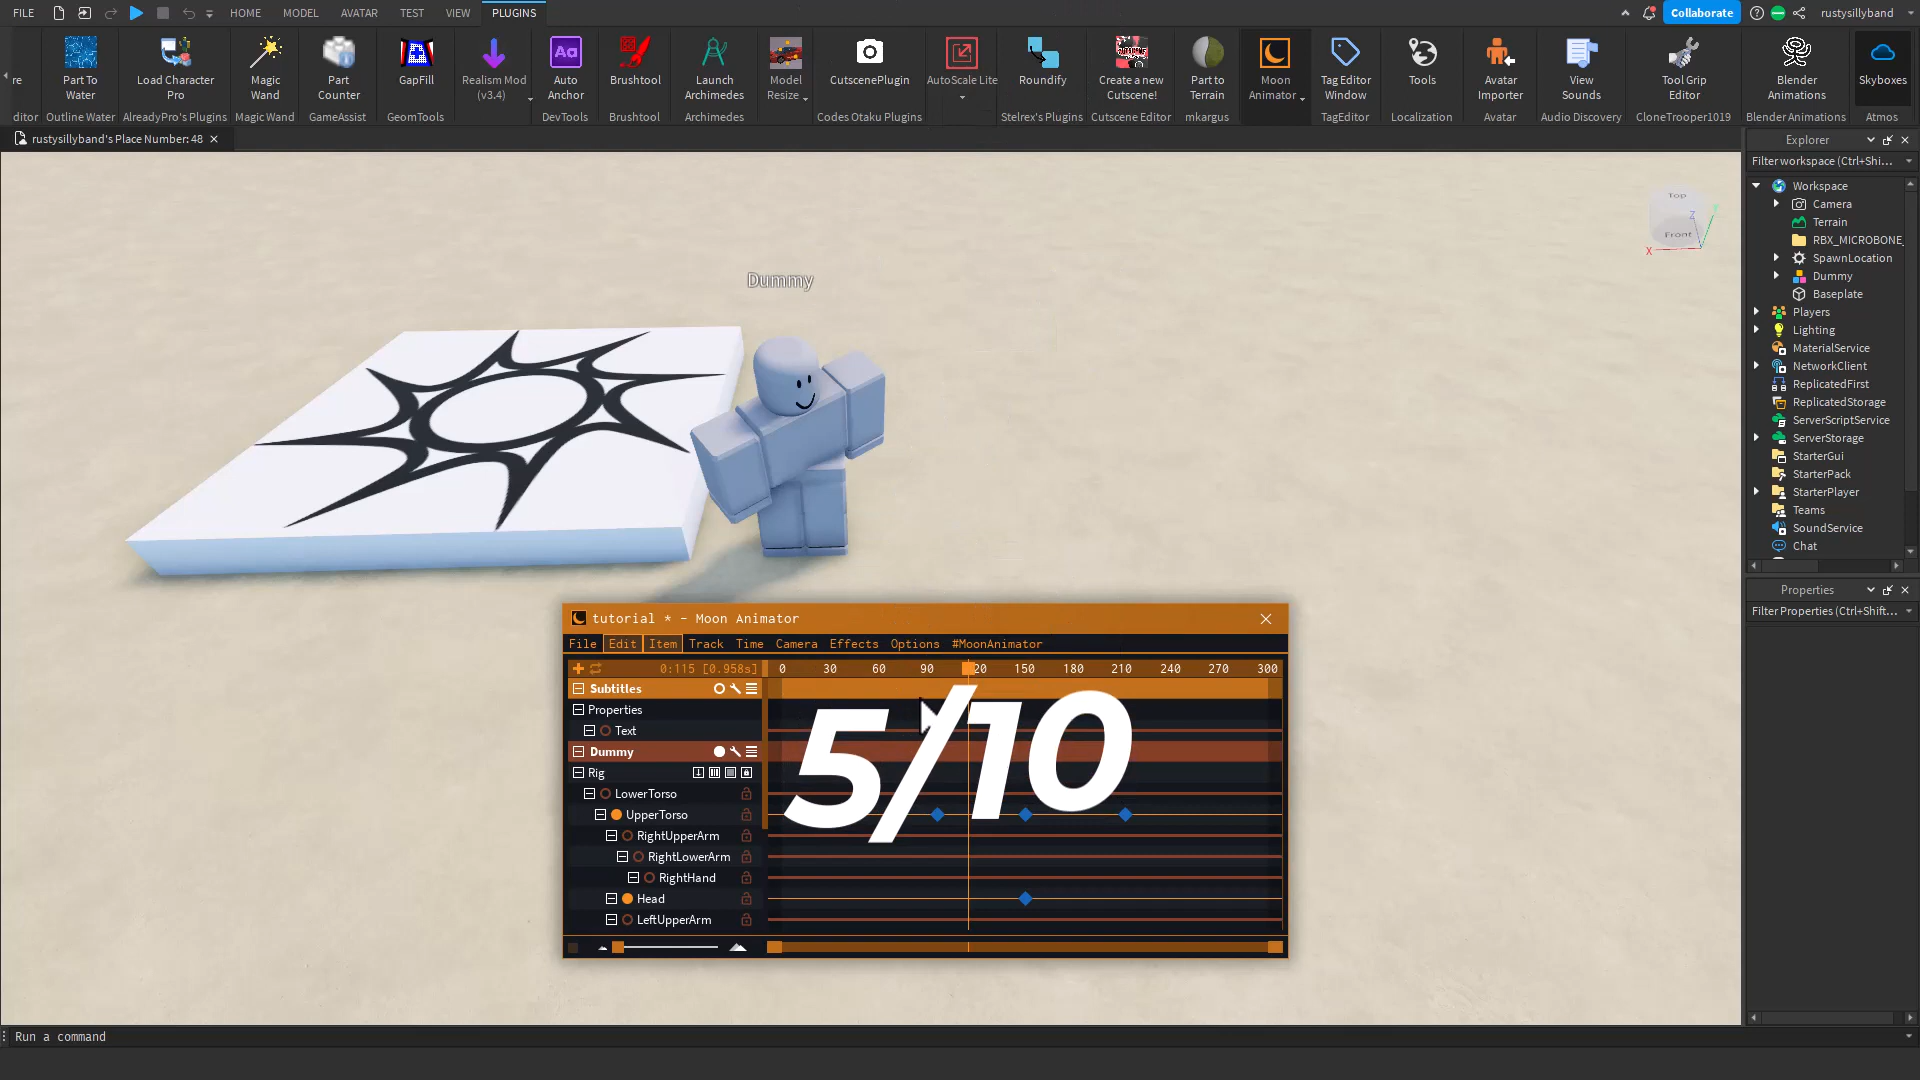 FILE HOME MODEL AVATAR TEST VIEW PLUGINS Collaborate rustysillyband
re Part To Water Load Character Pro Magic Wand Part Counter GapFill Realism Mod (v3.4) Auto Anchor Brushtool Launch Archimedes Model Resize CutscenePlugin AutoScale Lite Roundify Create a new Cutscene! Part to Terrain Moon Animator Tag Editor Window Tools Avatar Importer View Sounds Tool Grip Editor Blender Animations Skyboxes
ditor Outline Water AlreadyPro's Plugins Magic Wand GameAssist GeomTools DevTools Brushtool Archimedes Codes Otaku Plugins Stelrex's Plugins Cutscene Editor mkargus TagEditor Localization Avatar Audio Discovery CloneTrooper1019 Blender Animations Atmos
rustysillyband's Place Number: 48
Explorer
Filter workspace (Ctrl+Shi...
Workspace
Camera
Terrain
RBX_MICROBONE_
SpawnLocation
Dummy
Baseplate
Players
Lighting
MaterialService
NetworkClient
ReplicatedFirst
ReplicatedStorage
ServerScriptService
ServerStorage
StarterGui
StarterPack
StarterPlayer
Teams
SoundService
Chat
Properties
Filter Properties (Ctrl+Shift...
Top
Front
X
Z
Dummy
tutorial * - Moon Animator
File Edit Item Track Time Camera Effects Options #MoonAnimator
0:115 [0.958s] 0 30 60 90 120 150 180 210 240 270 300
Subtitles
Properties
Text
Dummy
Rig
LowerTorso
UpperTorso
RightUpperArm
RightLowerArm
RightHand
Head
LeftUpperArm
5/10
Run a command